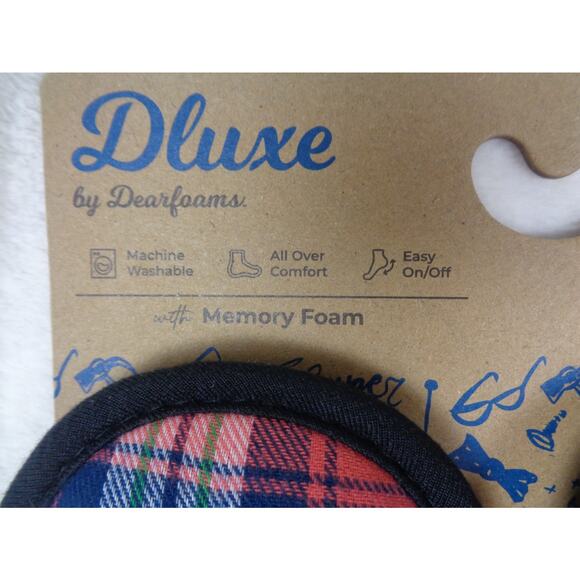 Dluxe
by Dearfoams.
Machine
Washable
All Over
Comfort
Easy
On/Off
with Memory Foam